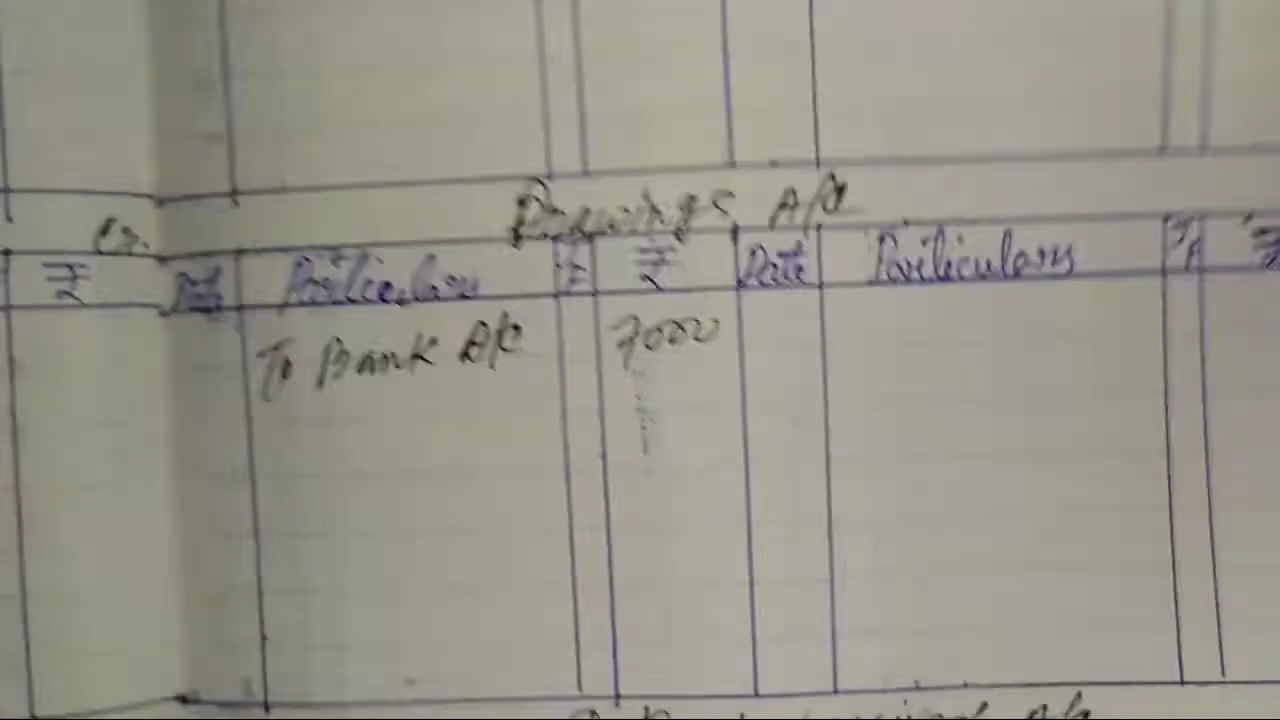 Drawings A/c
Cr.
₹ Date Particulars J.F ₹ Date Particulars J.F ₹
To Bank A/c 7000
A/c